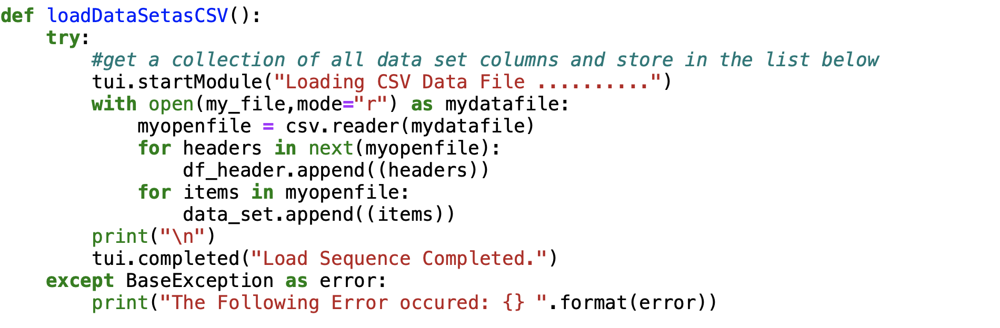 def loadDataSetasCSV():
    try:
        #get a collection of all data set columns and store in the list below
        tui.startModule("Loading CSV Data File ..........")
        with open(my_file,mode="r") as mydatafile:
            myopenfile = csv.reader(mydatafile)
            for headers in next(myopenfile):
                df_header.append((headers))
            for items in myopenfile:
                data_set.append((items))
        print("\n")
        tui.completed("Load Sequence Completed.")
    except BaseException as error:
        print("The Following Error occured: {} ".format(error))